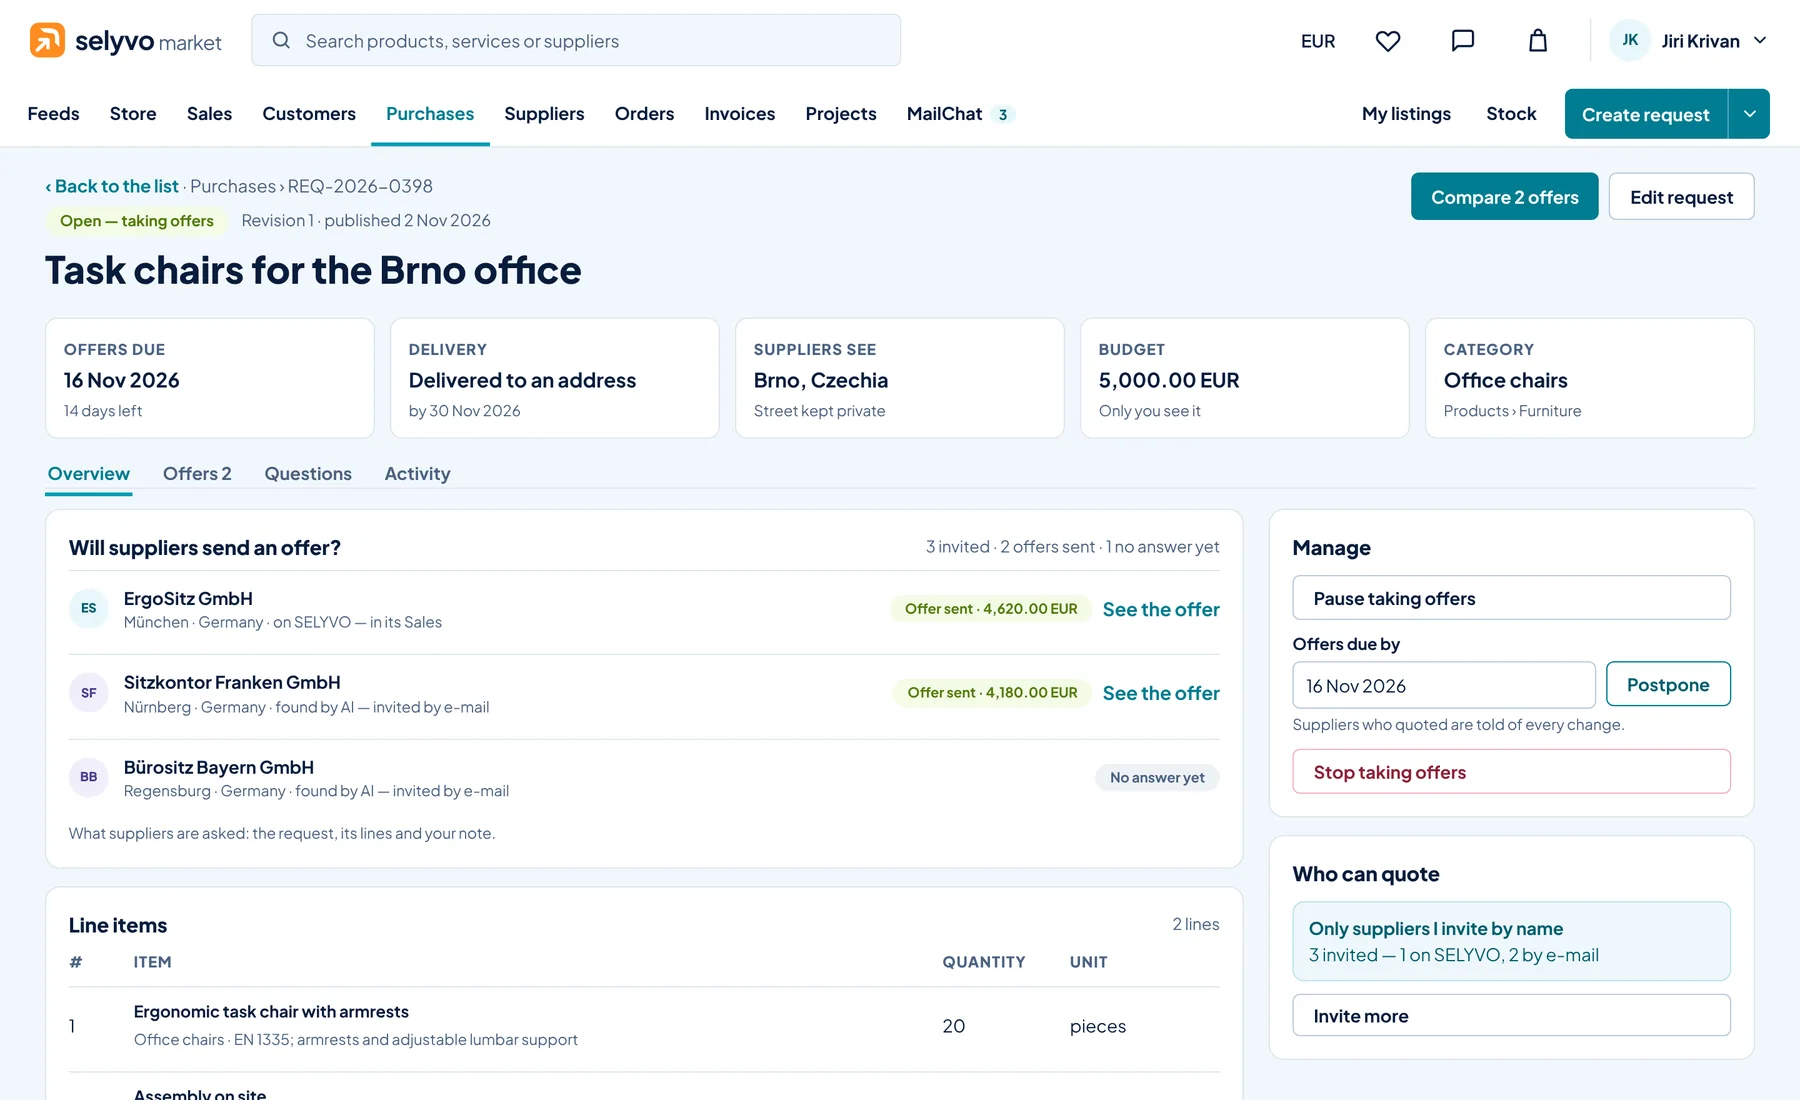 selyvo market
Search products, services or suppliers
EUR
JK
Jiri Krivan
Feeds
Store
Sales
Customers
Purchases
Suppliers
Orders
Invoices
Projects
MailChat 3
My listings
Stock
Create request
‹ Back to the list · Purchases › REQ-2026-0398
Compare 2 offers
Edit request
Open — taking offers
Revision 1 · published 2 Nov 2026
Task chairs for the Brno office
OFFERS DUE
16 Nov 2026
14 days left
DELIVERY
Delivered to an address
by 30 Nov 2026
SUPPLIERS SEE
Brno, Czechia
Street kept private
BUDGET
5,000.00 EUR
Only you see it
CATEGORY
Office chairs
Products › Furniture
Overview
Offers 2
Questions
Activity
Will suppliers send an offer?
3 invited · 2 offers sent · 1 no answer yet
ES
ErgoSitz GmbH
München · Germany · on SELYVO — in its Sales
Offer sent · 4,620.00 EUR
See the offer
SF
Sitzkontor Franken GmbH
Nürnberg · Germany · found by AI — invited by e-mail
Offer sent · 4,180.00 EUR
See the offer
BB
Bürositz Bayern GmbH
Regensburg · Germany · found by AI — invited by e-mail
No answer yet
What suppliers are asked: the request, its lines and your note.
Line items
2 lines
# ITEM QUANTITY UNIT
1
Ergonomic task chair with armrests
Office chairs · EN 1335; armrests and adjustable lumbar support
20
pieces
Assembly on site
Manage
Pause taking offers
Offers due by
16 Nov 2026
Postpone
Suppliers who quoted are told of every change.
Stop taking offers
Who can quote
Only suppliers I invite by name
3 invited — 1 on SELYVO, 2 by e-mail
Invite more